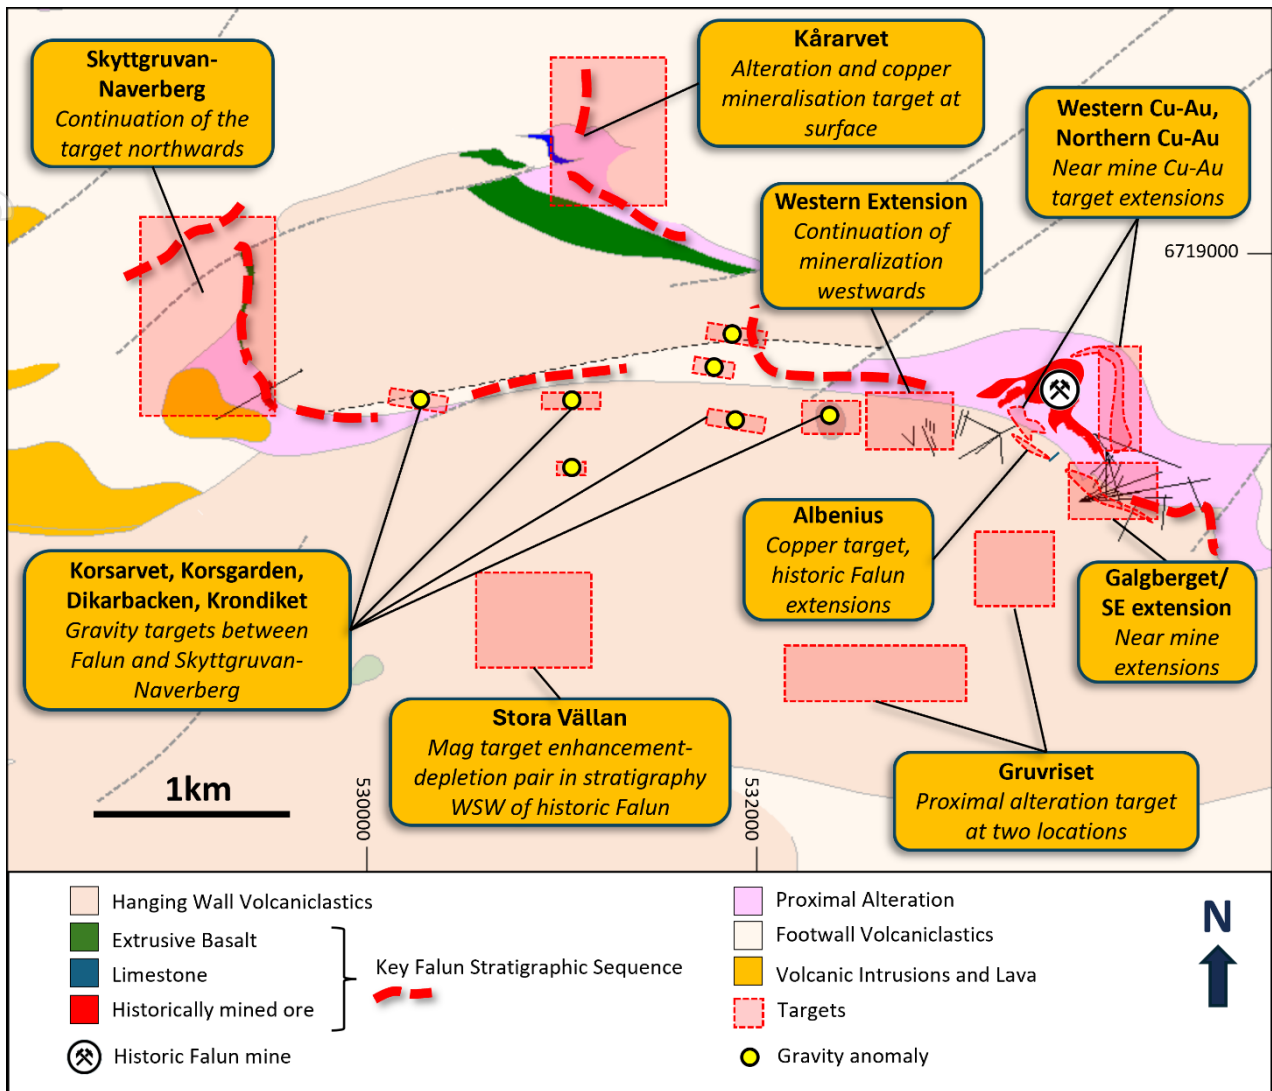 Skyttgruvan-
Naverberg
Continuation of the
target northwards
Kårarvet
Alteration and copper
mineralisation target at
surface
Western Cu-Au,
Northern Cu-Au
Near mine Cu-Au
target extensions
Western Extension
Continuation of
mineralization
westwards
6719000
Korsarvet, Korsgarden,
Dikarbacken, Krondiket
Gravity targets between
Falun and Skyttgruvan-
Naverberg
Albenius
Copper target,
historic Falun
extensions
Galgberget/
SE extension
Near mine
extensions
Stora Vällan
Mag target enhancement-
depletion pair in stratigraphy
WSW of historic Falun
Gruvriset
Proximal alteration target
at two locations
1km
530000
532000
Hanging Wall Volcaniclastics
Extrusive Basalt
Limestone
Historically mined ore
Historic Falun mine
Key Falun Stratigraphic Sequence
Proximal Alteration
Footwall Volcaniclastics
Volcanic Intrusions and Lava
Targets
Gravity anomaly
N